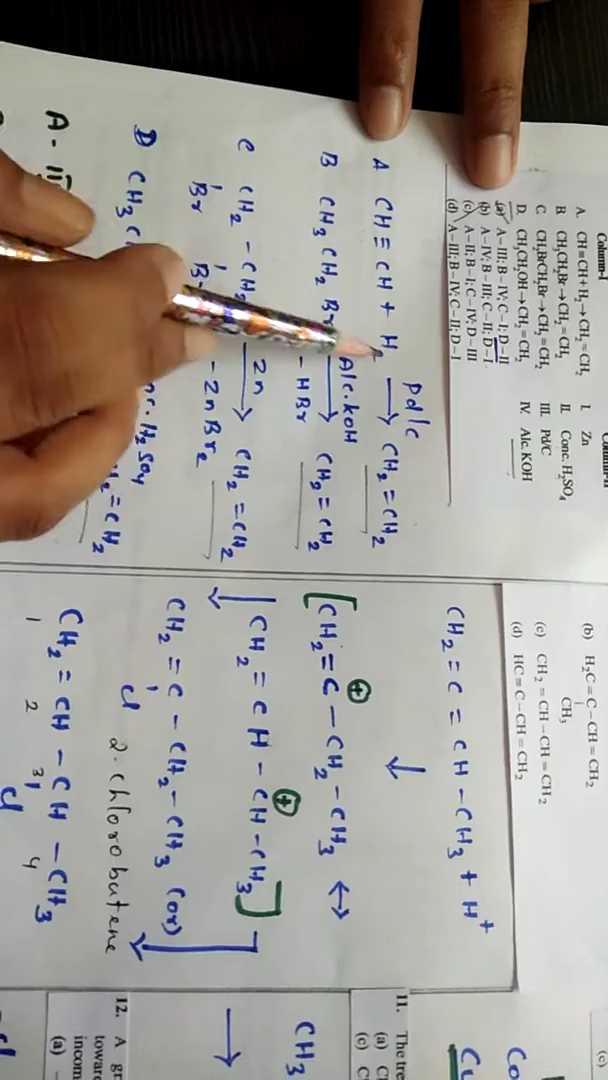 Column-I
A. CH≡CH + H₂→CH₂=CH₂ I. Zn
B. CH₃CH₂Br→CH₂=CH₂ II. Conc. H₂SO₄
C. CH₂BrCH₂Br→CH₂=CH₂ III. Pd/C
D. CH₃CH₂OH→CH₂=CH₂ IV. Alc. KOH
(a) A-III; B-IV; C-I; D-II
(b) A-IV; B-III; C-II; D-I
(c) A-II; B-I; C-IV; D-III
(d) A-III; B-IV; C-II; D-I
A CH≡CH + H₂ ⟶ CH₂=CH₂
Pd/c
B CH₃ CH₂ Br ⟶ CH₂=CH₂
Alc.KOH
- HBr
C CH₂ - CH₂ ⟶ CH₂=CH₂
Br Br
Zn
- ZnBr₂
D CH₃
H₂SO₄
=CH₂
A -
(b) H₂C=C-CH=CH₂
CH₃
(c) CH₂=CH-CH=CH₂
(d) HC≡C-CH=CH₂
CH₂=C=CH-CH₃ + H⁺
↓
[CH₂=C⊕-CH₂-CH₃ ↔
CH₂=CH-CH⊕-CH₃]
↓
CH₂=C-CH₂-CH₃ (or)
Cl
2-chlorobutene
CH₂=CH-CH-CH₃
1 2 3 4
Cl
(c)
11. The tre
(a) C
(c) C
CH₃
→
12. A gr
towar
incom
(a)